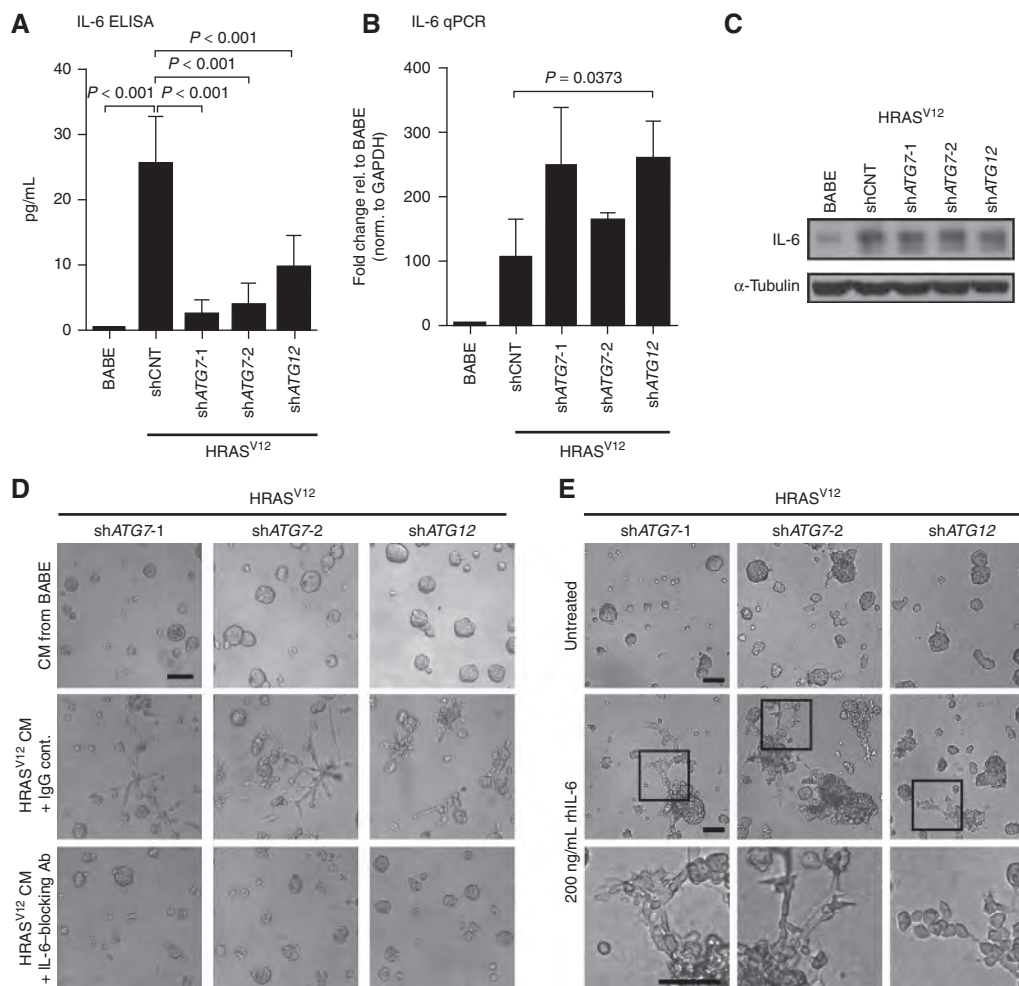 A
IL-6 ELISA
P < 0.001
P < 0.001
P < 0.001
P < 0.001
40
30
20
10
0
pg/mL
BABE
shCNT
shATG7-1
shATG7-2
shATG12
HRASV12
B
IL-6 qPCR
P = 0.0373
400
300
200
100
0
Fold change rel. to BABE
(norm. to GAPDH)
BABE
shCNT
shATG7-1
shATG7-2
shATG12
HRASV12
C
HRASV12
BABE
shCNT
shATG7-1
shATG7-2
shATG12
IL-6
α-Tubulin
D
HRASV12
shATG7-1
shATG7-2
shATG12
CM from BABE
HRASV12 CM
+ IgG cont.
HRASV12 CM
+ IL-6–blocking Ab
E
HRASV12
shATG7-1
shATG7-2
shATG12
Untreated
200 ng/mL rhIL-6